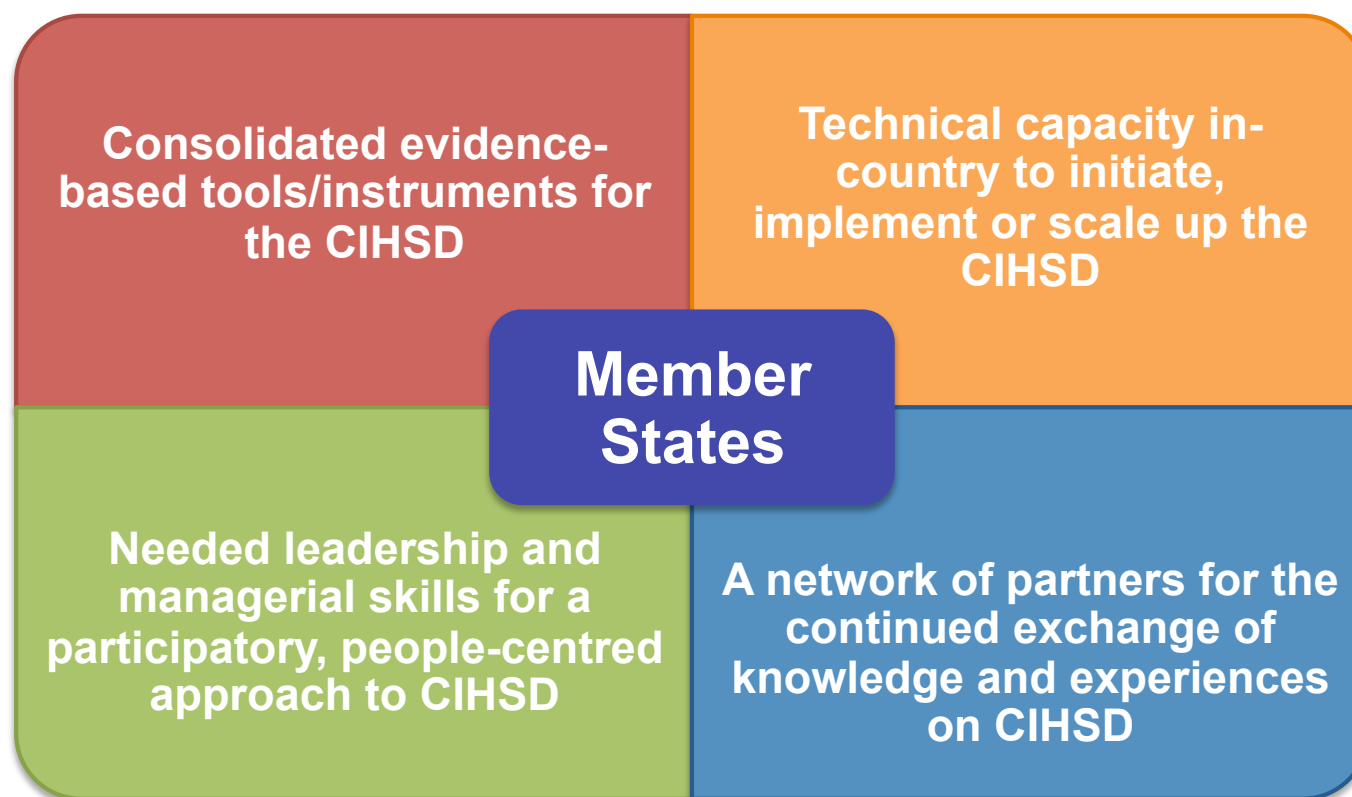 Consolidated evidence-
based tools/instruments for
the CIHSD
Technical capacity in-
country to initiate,
implement or scale up the
CIHSD
Member
States
Needed leadership and
managerial skills for a
participatory, people-centred
approach to CIHSD
A network of partners for the
continued exchange of
knowledge and experiences
on CIHSD